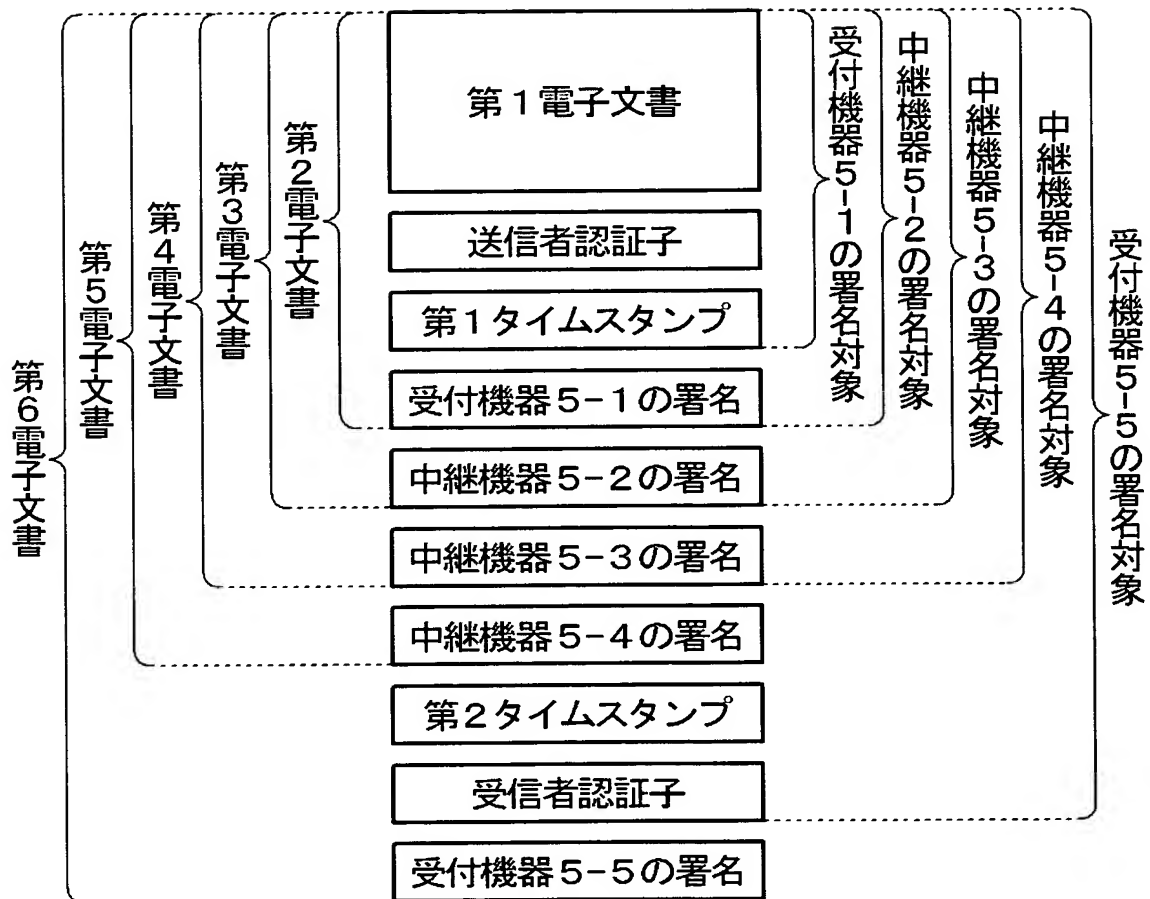 第6電子文書
第5電子文書
第4電子文書
第3電子文書
第2電子文書
第1電子文書
送信者認証子
第1タイムスタンプ
受付機器5-1の署名
中継機器5-2の署名
中継機器5-3の署名
中継機器5-4の署名
第2タイムスタンプ
受信者認証子
受付機器5-5の署名
受付機器5-1の署名対象
中継機器5-2の署名対象
中継機器5-3の署名対象
中継機器5-4の署名対象
受付機器5-5の署名対象